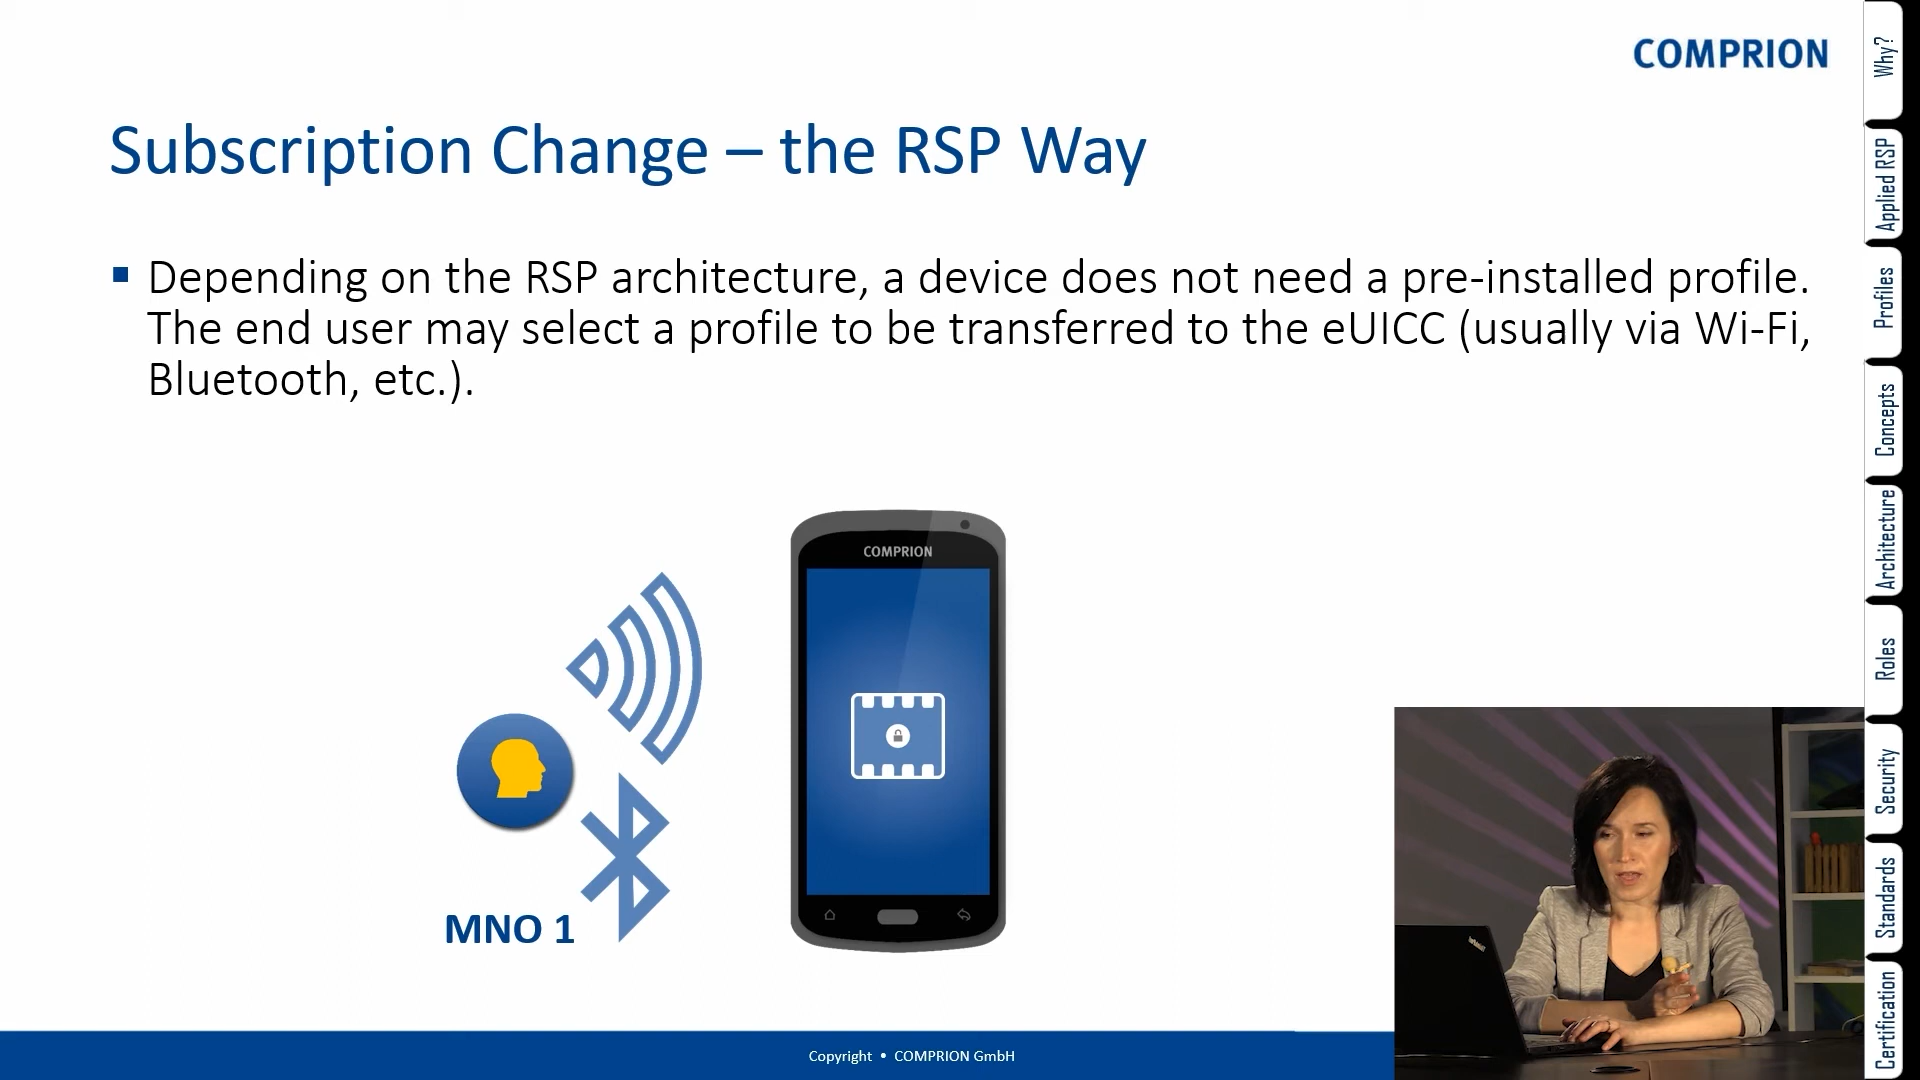 COMPRION
Subscription Change – the RSP Way
▪ Depending on the RSP architecture, a device does not need a pre-installed profile.
The end user may select a profile to be transferred to the eUICC (usually via Wi-Fi,
Bluetooth, etc.).
COMPRION
MNO 1
Copyright • COMPRION GmbH
Why?
Applied RSP
Profiles
Concepts
Architecture
Roles
Security
Standards
Certification
ThinkPad